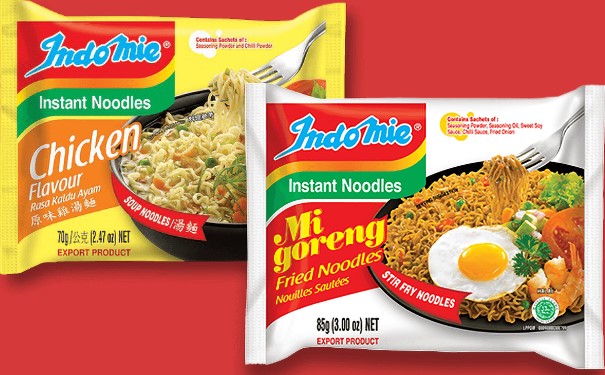 Indomie
Contains Sachets of :
Seasoning Powder and Chilli Powder
Instant Noodles
Chicken
Flavour
Rasa Kaldu Ayam
原味雞湯麵
SOUP NOODLES/湯麵
70g/公克 (2.47 oz) NET
EXPORT PRODUCT
Indomie
Contains Sachets of :
Seasoning Powder, Seasoning Oil, Sweet Soy
Sauce, Chilli Sauce, Fried Onion
Instant Noodles
Mi
goreng
Fried Noodles
Nouilles Sautées
STIR FRY NOODLES
85g (3.00 oz) NET
EXPORT PRODUCT